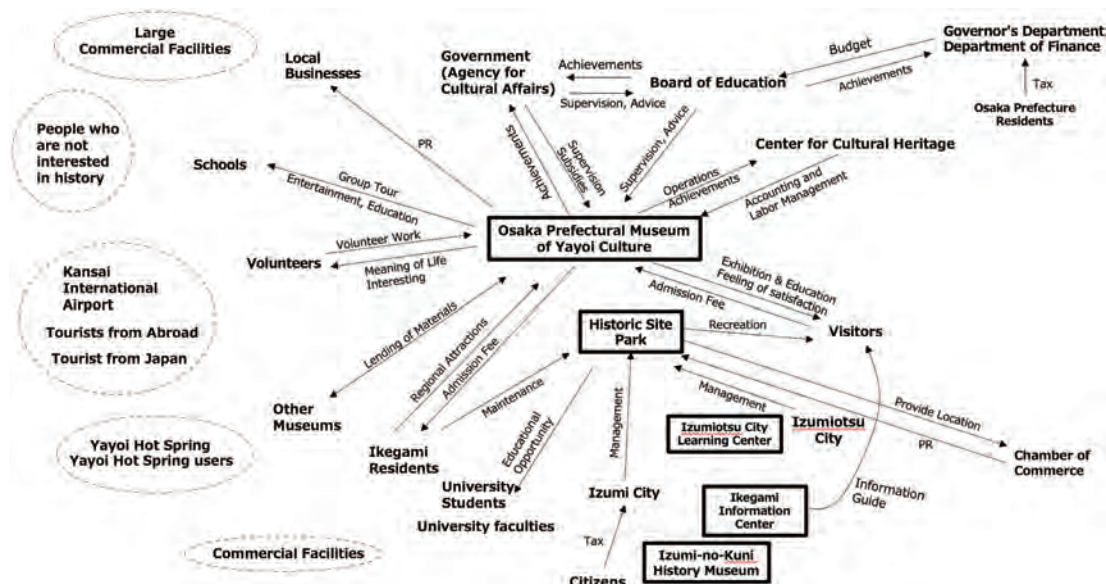 Large
Commercial Facilities
Local
Businesses
Government
(Agency for
Cultural Affairs)
Achievements
Supervision, Advice
Board of Education
Budget
Achievements
Governor's Department
Department of Finance
Tax
Osaka Prefecture
Residents
People who
are not
interested
in history
Schools
PR
Group Tour
Entertainment, Education
Achievements
Supervision
Subsidies
Supervision, Advice
Operations
Achievements
Center for Cultural Heritage
Accounting and
Labor Management
Osaka Prefectural Museum
of Yayoi Culture
Volunteers
Volunteer Work
Meaning of Life
Interesting
Kansai
International
Airport
Tourists from Abroad
Tourist from Japan
Exhibition & Education
Feeling of satisfaction
Admission Fee
Visitors
Historic Site
Park
Recreation
Lending of Materials
Regional Attractions
Admission Fee
Maintenance
Educational
Opportunity
Management
Management
Provide Location
PR
Other
Museums
Ikegami
Residents
Izumiotsu City
Learning Center
Izumiotsu
City
Chamber of
Commerce
Yayoi Hot Spring
Yayoi Hot Spring users
University
Students
University faculties
Izumi City
Ikegami
Information
Center
Information
Guide
Commercial Facilities
Tax
Citizens
Izumi-no-Kuni
History Museum